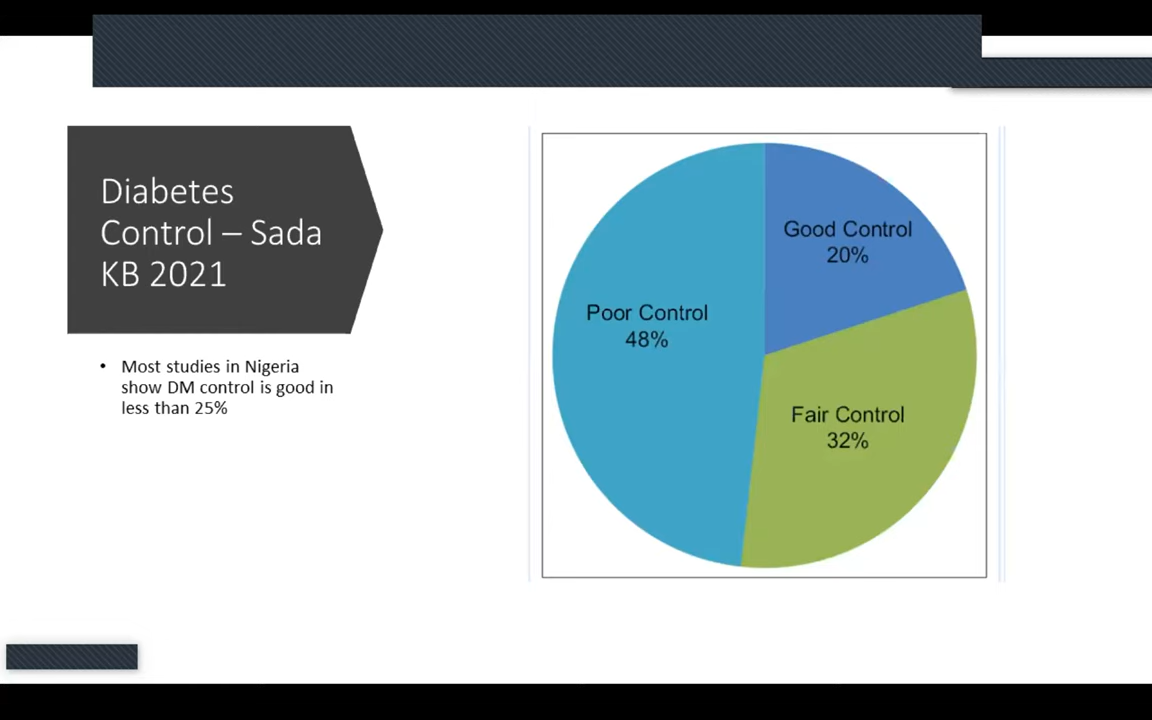 Diabetes
Control – Sada
KB 2021
• Most studies in Nigeria
show DM control is good in
less than 25%
Good Control
20%
Poor Control
48%
Fair Control
32%